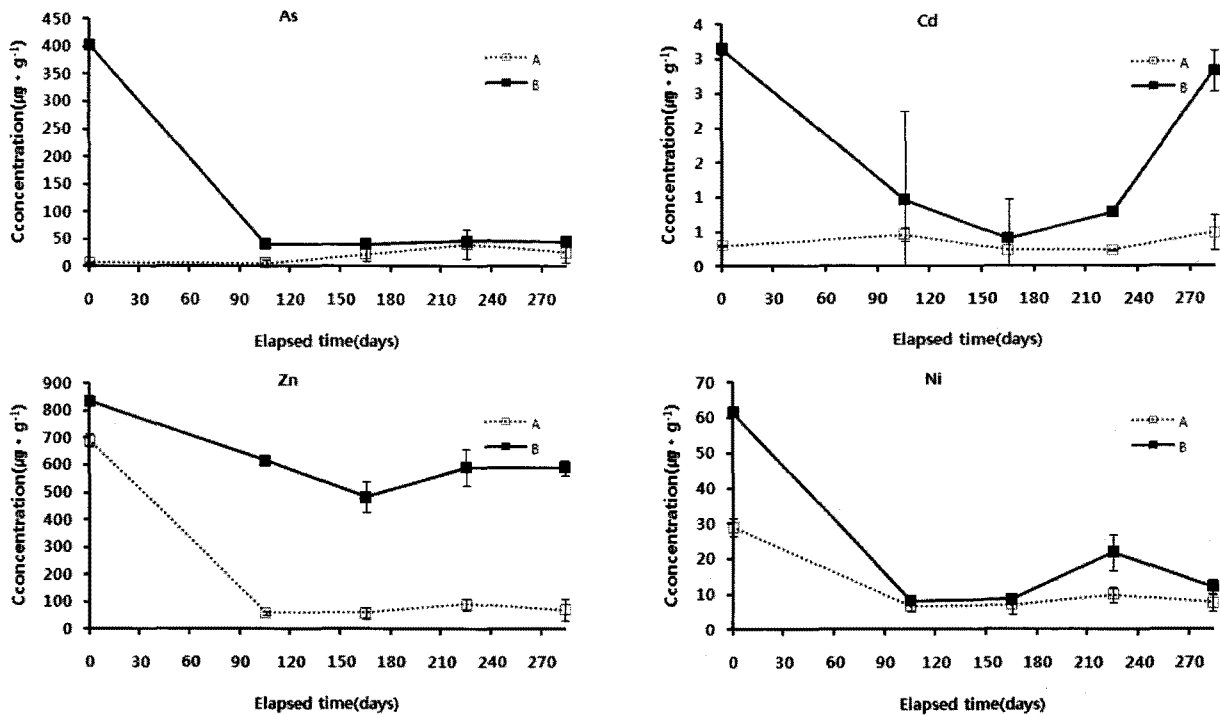 As
Cconcentration(㎍・g-1)
450
400
350
300
250
200
150
100
50
0
A
B
0 30 60 90 120 150 180 210 240 270
Elapsed time(days)
Cd
Cconcentration(㎍・g-1)
4
3
3
2
2
1
1
0
A
B
0 30 60 90 120 150 180 210 240 270
Elapsed time(days)
Zn
Cconcentration(㎍・g-1)
900
800
700
600
500
400
300
200
100
0
A
B
0 30 60 90 120 150 180 210 240 270
Elapsed time(days)
Ni
Cconcentration(㎍・g-1)
70
60
50
40
30
20
10
0
A
B
0 30 60 90 120 150 180 210 240 270
Elapsed time(days)